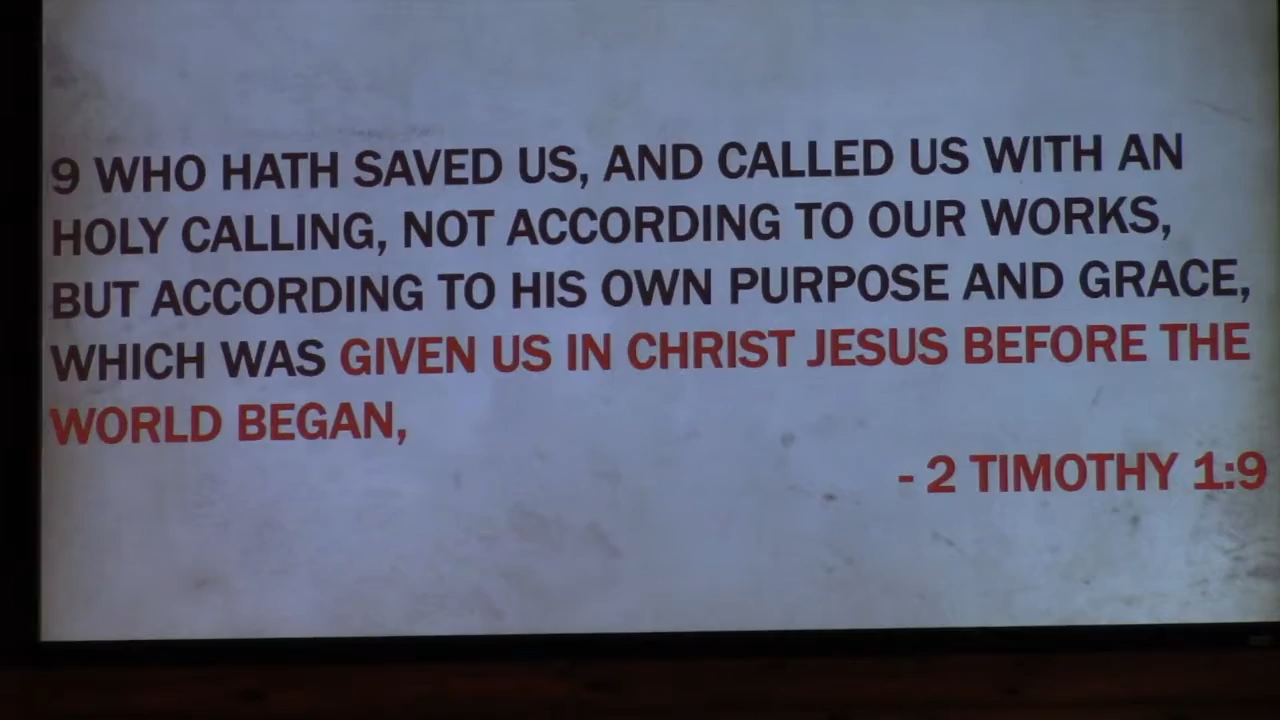 9 WHO HATH SAVED US, AND CALLED US WITH AN
HOLY CALLING, NOT ACCORDING TO OUR WORKS,
BUT ACCORDING TO HIS OWN PURPOSE AND GRACE,
WHICH WAS GIVEN US IN CHRIST JESUS BEFORE THE
WORLD BEGAN,
- 2 TIMOTHY 1:9